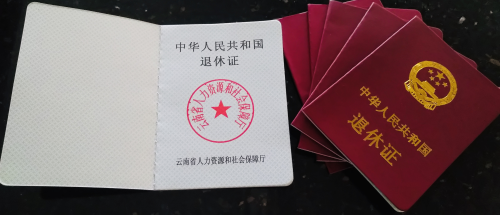 中华人民共和国
退休证
云南省人力资源和社会保障厅
云南省人力资源和社会保障厅
中华人民共和国
退休证